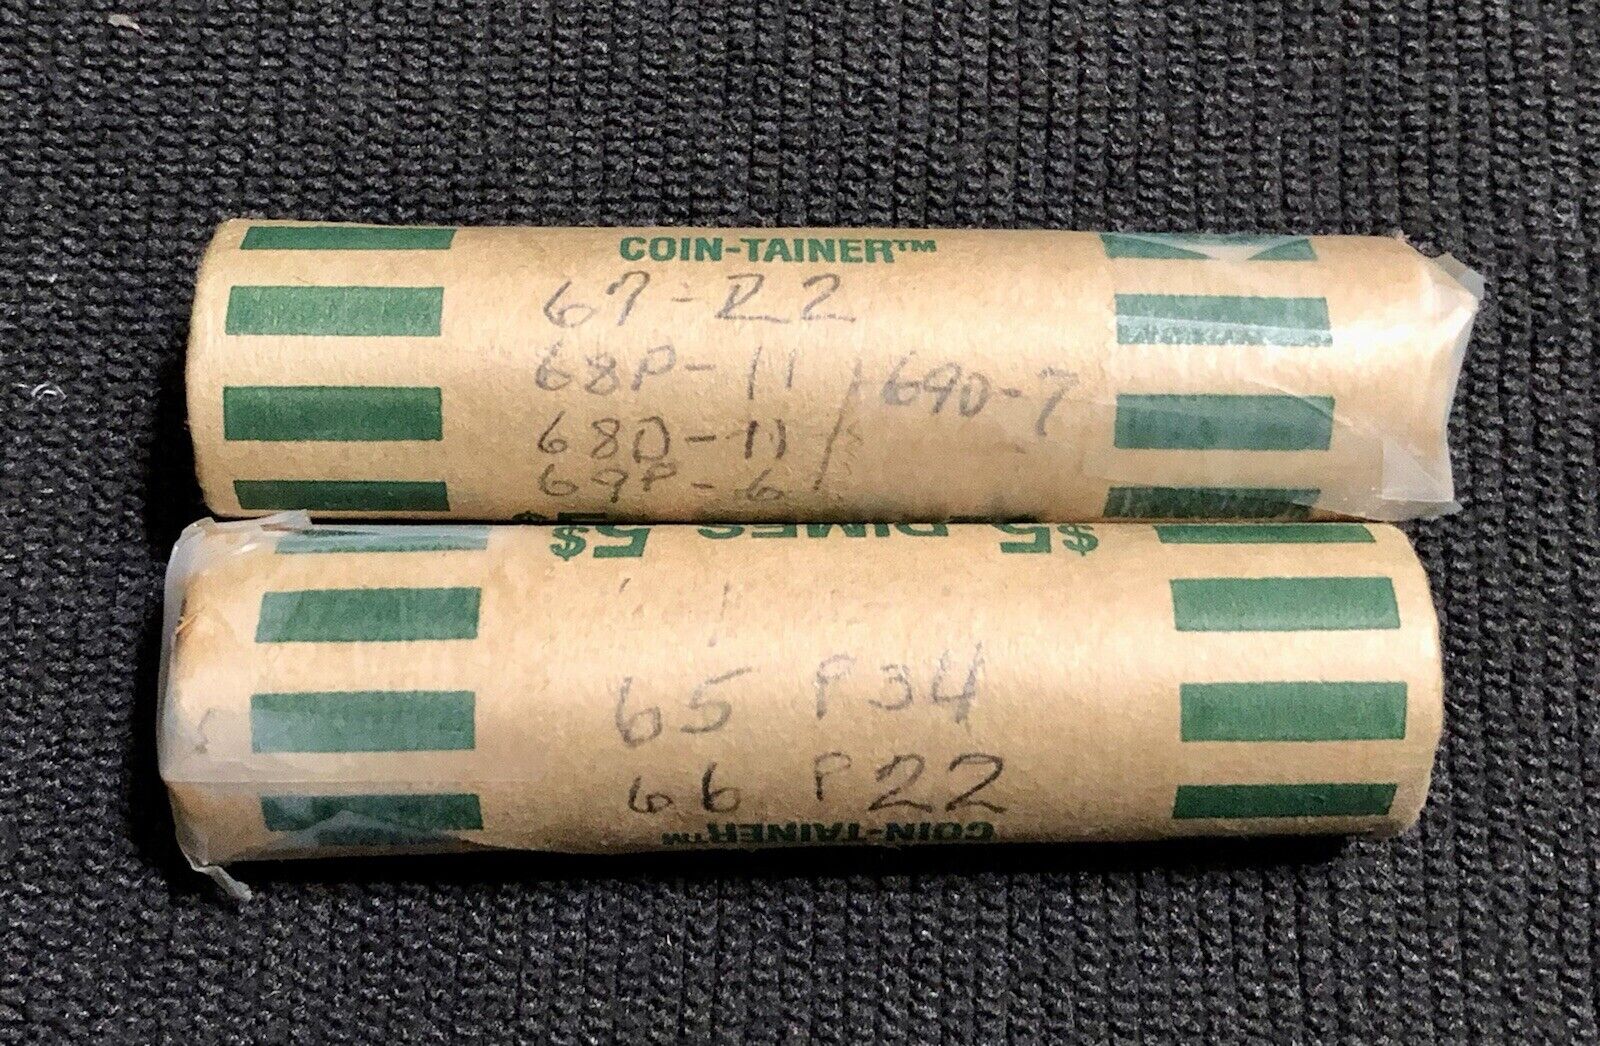 COIN-TAINER™
67-22
68P-11 / 69D-7
68D-11
69P-6
$5 DIMES $5
65 P34
66 P22
COIN-TAINER™